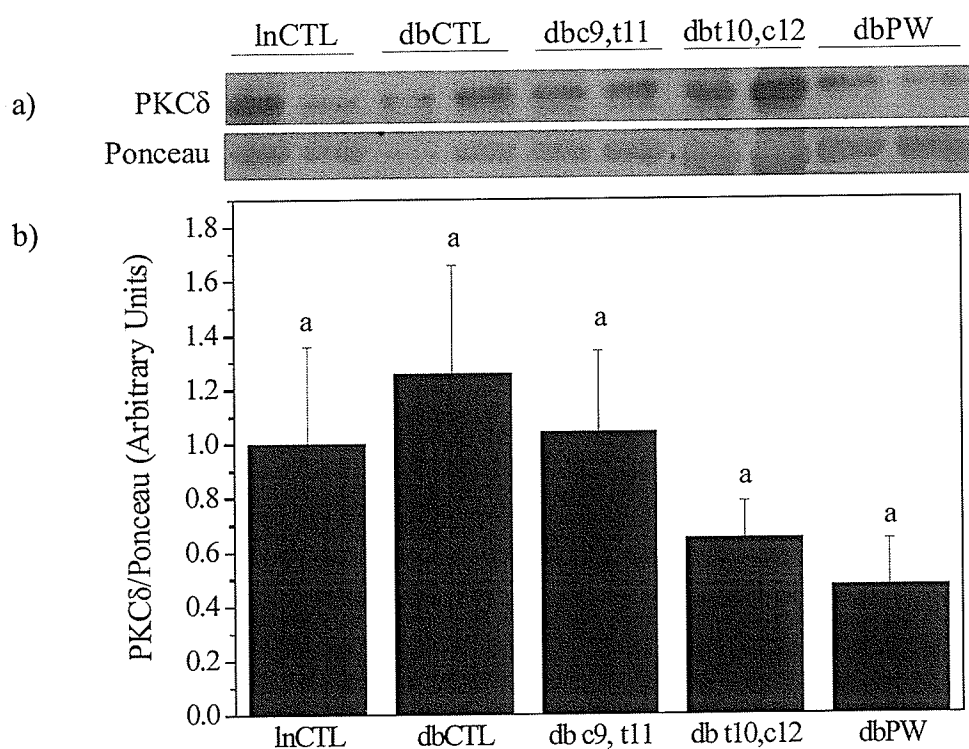 lnCTL dbCTL dbc9,t11 dbt10,c12 dbPW
a) PKCδ
Ponceau
b)
PKCδ/Ponceau (Arbitrary Units)
1.8
1.6
1.4
1.2
1.0
0.8
0.6
0.4
0.2
0.0
a
a
a
a
a
lnCTL dbCTL db c9, t11 db t10,c12 dbPW